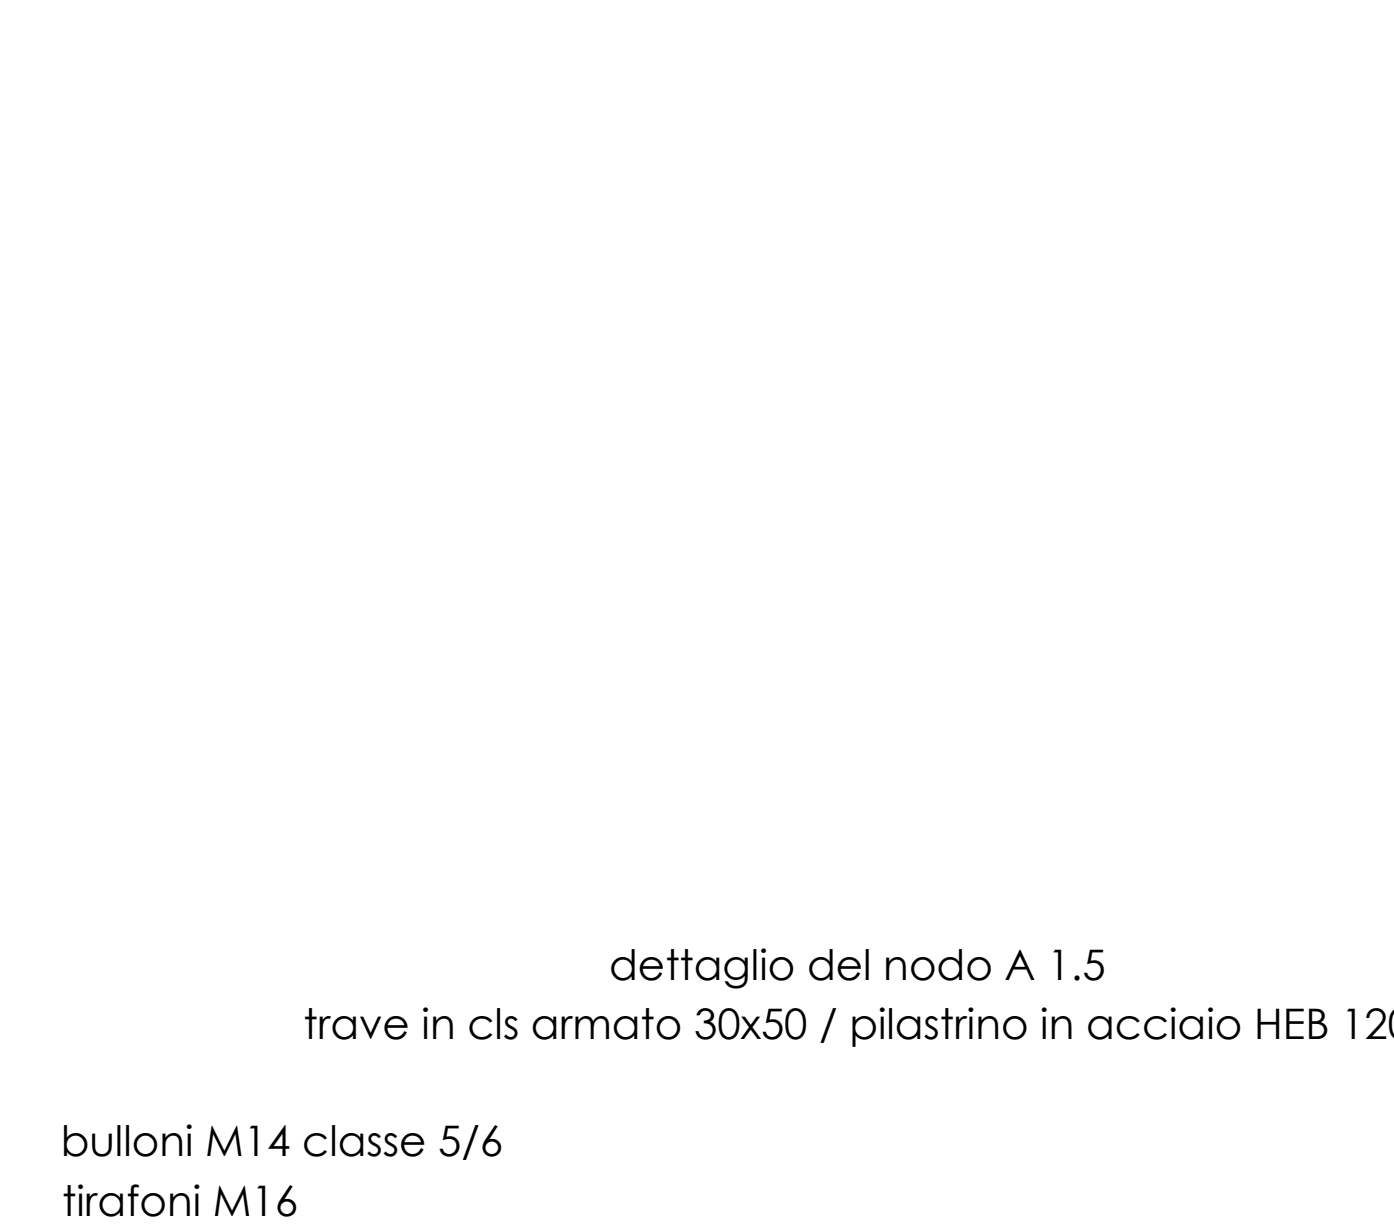 dettaglio del nodo A 1.5
trave in cls armato 30x50 / pilastrino in acciaio HEB 120
bulloni M14 classe 5/6
tirafoni M16